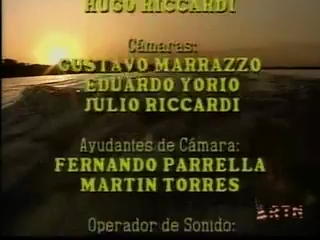 HUGO RICCARDI
Cámaras:
GUSTAVO MARRAZZO
EDUARDO YORIO
JULIO RICCARDI
Ayudantes de Cámara:
FERNANDO PARRELLA
MARTIN TORRES
Operador de Sonido: